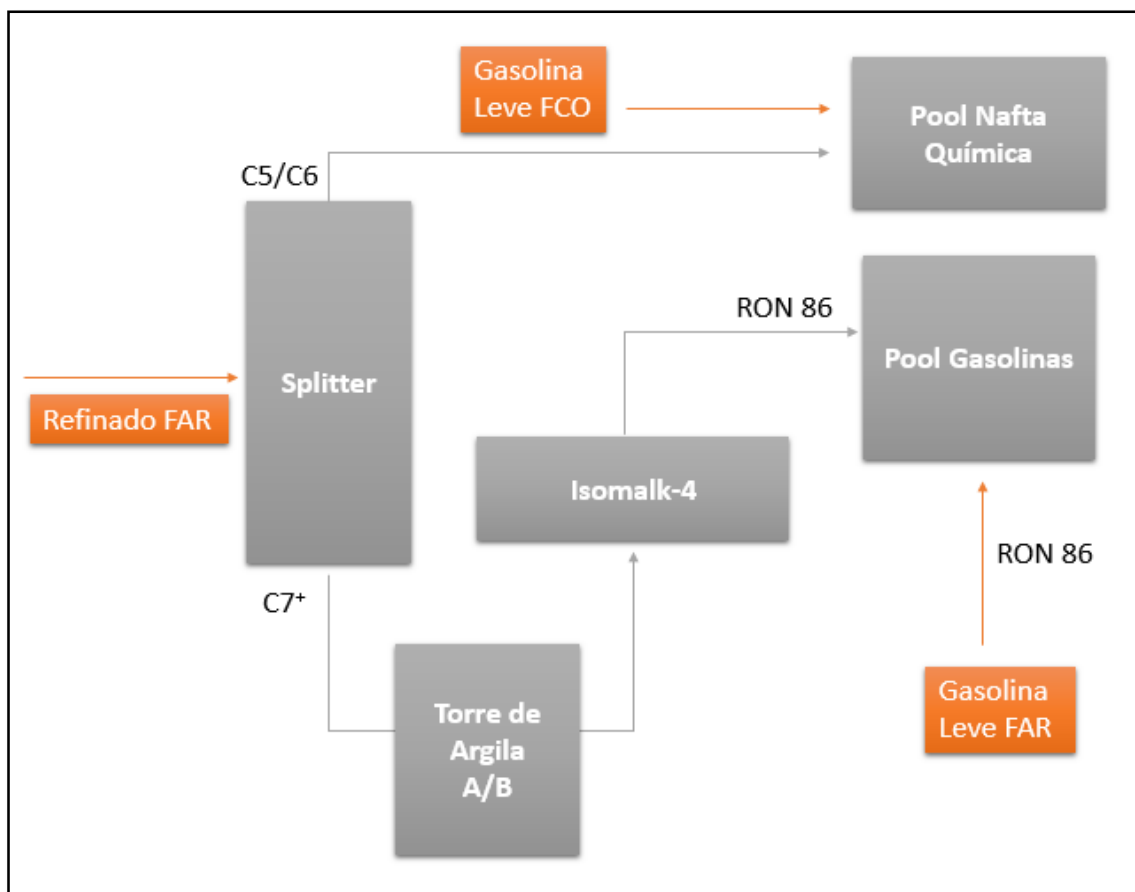 Gasolina
Leve FCO
Pool Nafta
Química
C5/C6
Splitter
Refinado FAR
RON 86
Pool Gasolinas
Isomalk-4
RON 86
C7⁺
Torre de
Argila
A/B
Gasolina
Leve FAR